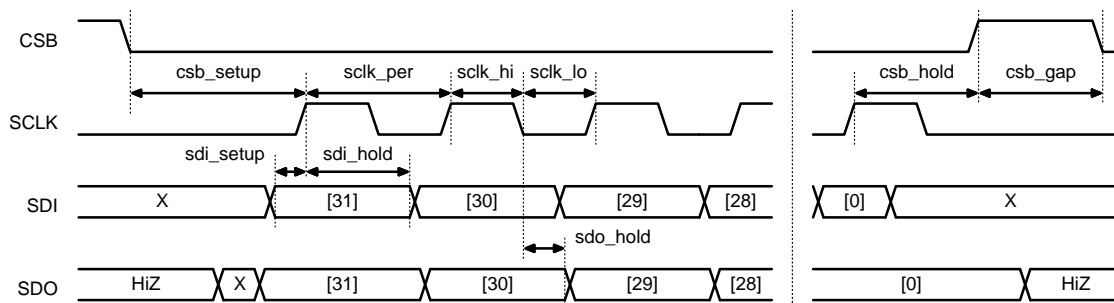 CSB
csb_setup sclk_per sclk_hi sclk_lo csb_hold csb_gap
SCLK
sdi_setup sdi_hold
SDI X [31] [30] [29] [28] [0] X
sdo_hold
SDO HiZ X [31] [30] [29] [28] [0] HiZ